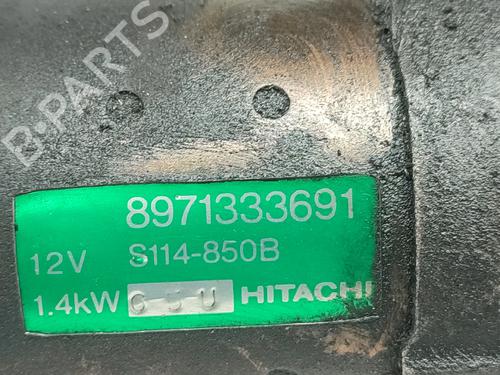 B-PARTS
8971333691
12V S114-850B
1.4kW HITACHI